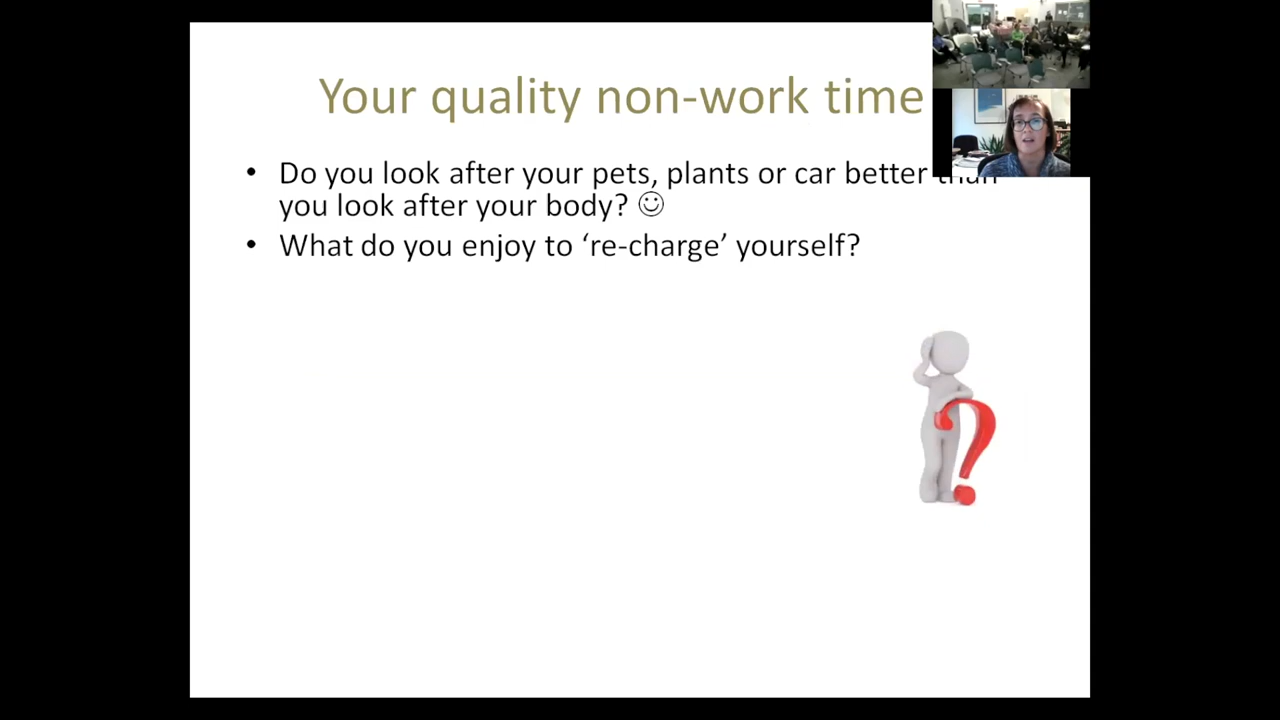 Your quality non-work time
• Do you look after your pets, plants or car better than
you look after your body? ☺
• What do you enjoy to ‘re-charge’ yourself?